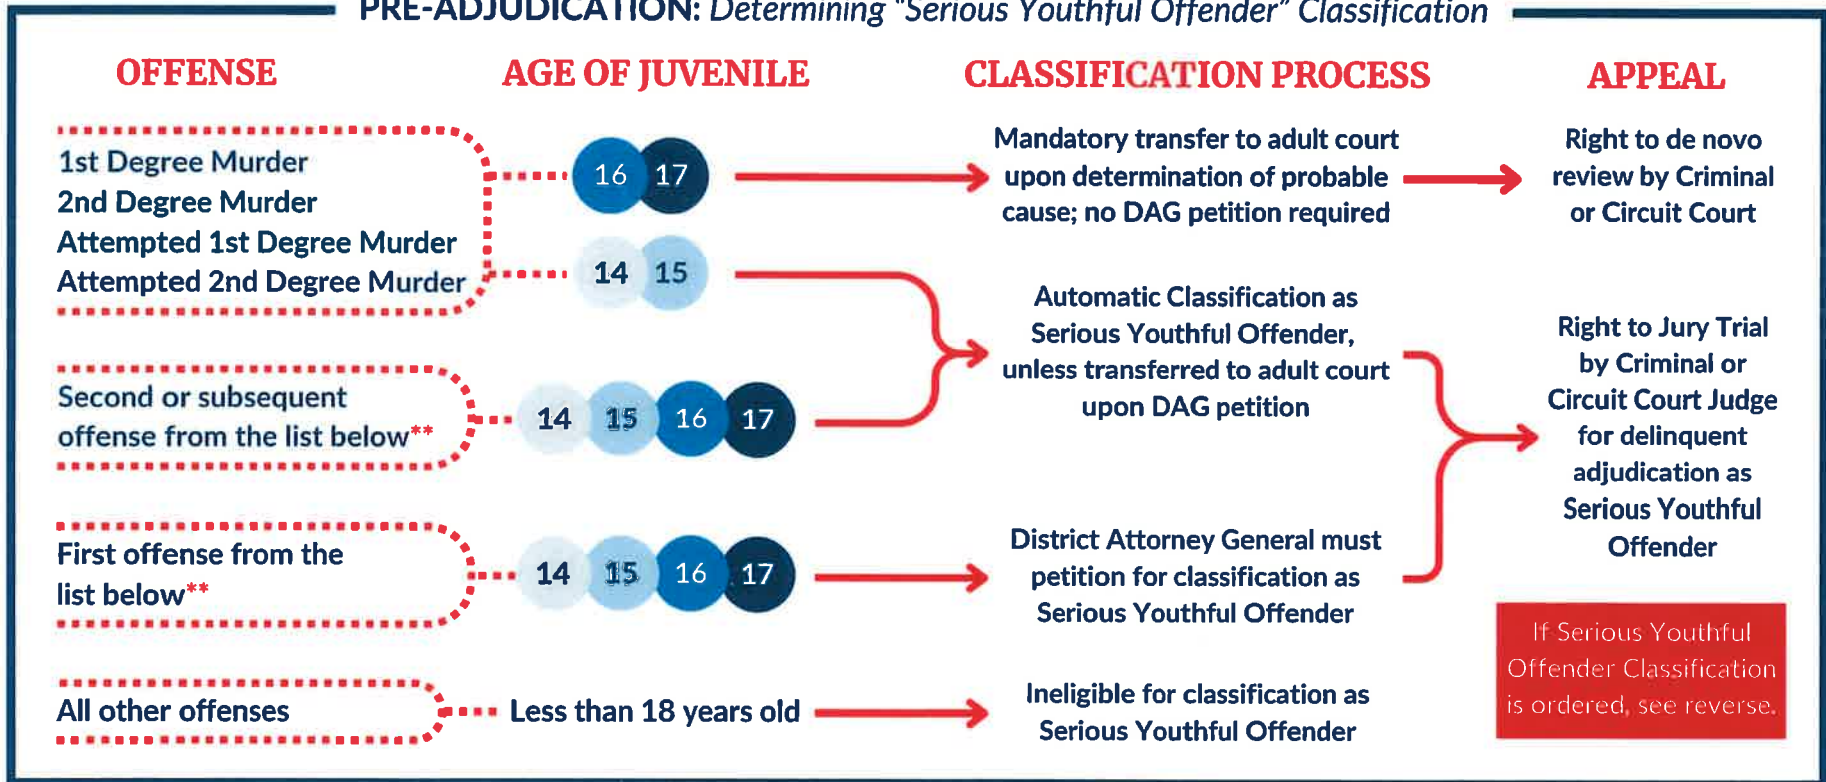 PRE-ADJUDICATION: Determining "Serious Youthful Offender" Classification
OFFENSE
AGE OF JUVENILE
CLASSIFICATION PROCESS
APPEAL
1st Degree Murder
2nd Degree Murder
Attempted 1st Degree Murder
Attempted 2nd Degree Murder
16 17
Mandatory transfer to adult court
upon determination of probable
cause; no DAG petition required
Right to de novo
review by Criminal
or Circuit Court
14 15
Automatic Classification as
Serious Youthful Offender,
unless transferred to adult court
upon DAG petition
Second or subsequent
offense from the list below**
14 15 16 17
Right to Jury Trial
by Criminal or
Circuit Court Judge
for delinquent
adjudication as
Serious Youthful
Offender
First offense from the
list below**
14 15 16 17
District Attorney General must
petition for classification as
Serious Youthful Offender
All other offenses
Less than 18 years old
Ineligible for classification as
Serious Youthful Offender
If Serious Youthful
Offender Classification
is ordered, see reverse.